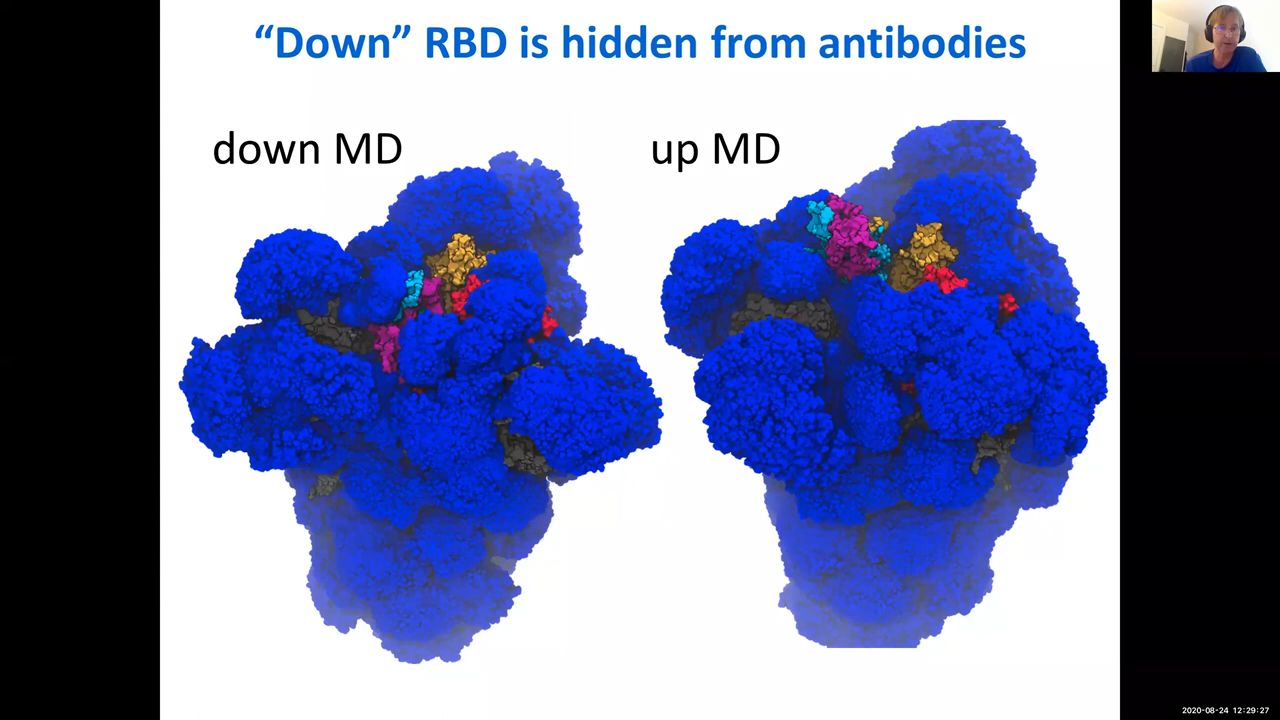 “Down” RBD is hidden from antibodies
down MD
up MD
2020-08-24 12:29:27